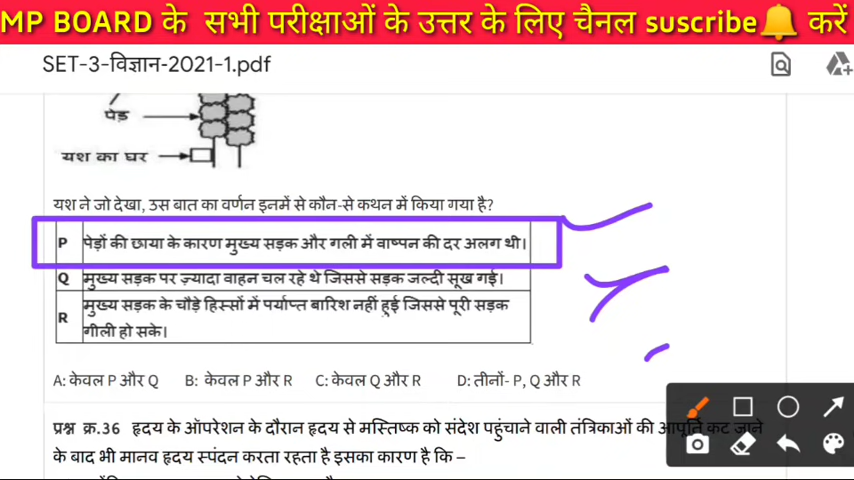 MP BOARD के सभी परीक्षाओं के उत्तर के लिए चैनल suscribe🔔 करें
SET-3-विज्ञान-2021-1.pdf
पेड़
यश का घर
यश ने जो देखा, उस बात का वर्णन इनमें से कौन-से कथन में किया गया है?
P पेड़ों की छाया के कारण मुख्य सड़क और गली में वाष्पन की दर अलग थी।
Q मुख्य सड़क पर ज़्यादा वाहन चल रहे थे जिससे सड़क जल्दी सूख गई।
R मुख्य सड़क के चौड़े हिस्सों में पर्याप्त बारिश नहीं हुई जिससे पूरी सड़क
गीली हो सके।
A: केवल P और Q B: केवल P और R C: केवल Q और R D: तीनों- P, Q और R
प्रश्न क्र.36 हृदय के ऑपरेशन के दौरान हृदय से मस्तिष्क को संदेश पहुंचाने वाली तंत्रिकाओं की आपूर्ति कट जाने
के बाद भी मानव हृदय स्पंदन करता रहता है इसका कारण है कि –